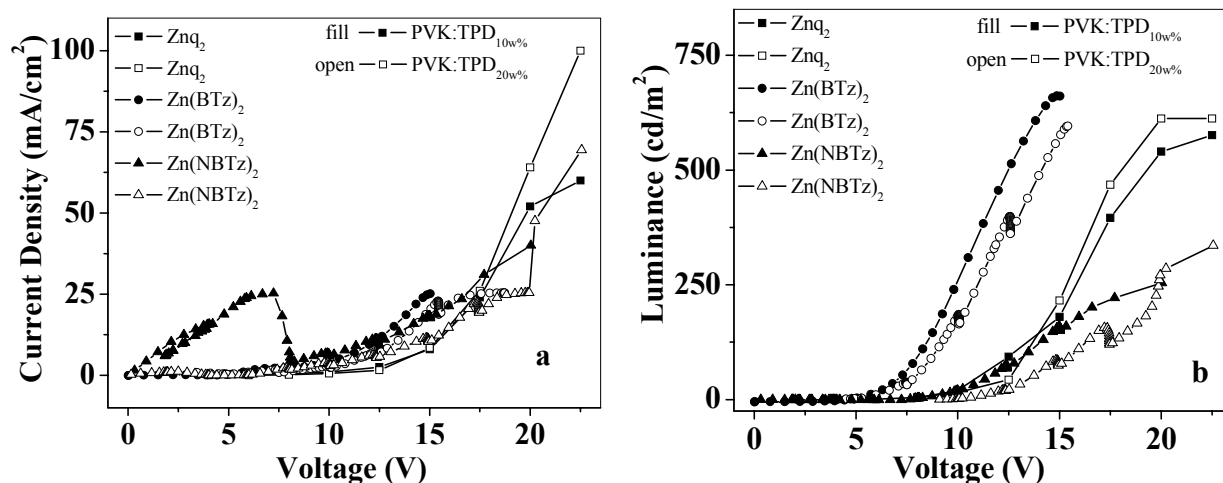 Current Density (mA/cm²)
100
75
50
25
0
Znq₂
Znq₂
Zn(BTz)₂
Zn(BTz)₂
Zn(NBTz)₂
Zn(NBTz)₂
fill PVK:TPD₁₀w%
open PVK:TPD₂₀w%
a
0 5 10 15 20
Voltage (V)
Luminance (cd/m²)
750
500
250
0
Znq₂
Znq₂
Zn(BTz)₂
Zn(BTz)₂
Zn(NBTz)₂
Zn(NBTz)₂
fill PVK:TPD₁₀w%
open PVK:TPD₂₀w%
b
0 5 10 15 20
Voltage (V)